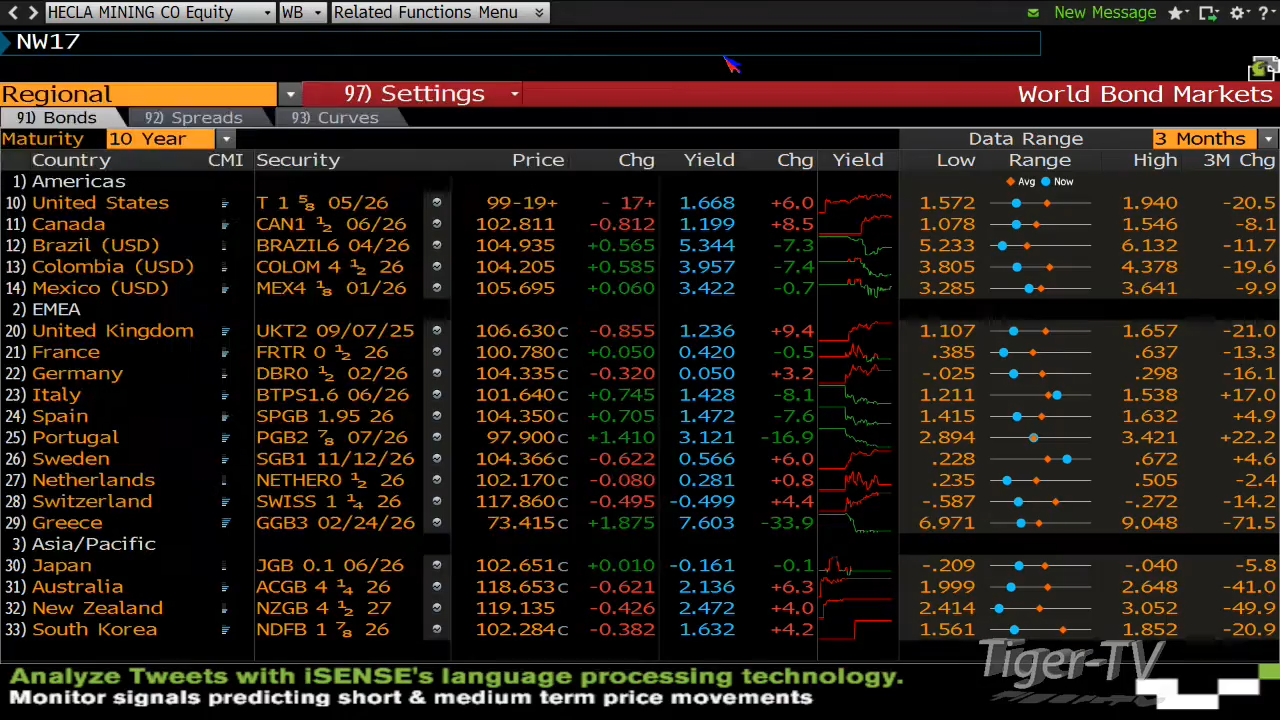 HECLA MINING CO Equity WB Related Functions Menu New Message
NW17
Regional 97) Settings World Bond Markets
91) Bonds 92) Spreads 93) Curves
Maturity 10 Year Data Range 3 Months
Country CMI Security Price Chg Yield Chg Yield Low Range High 3M Chg
1) Americas Avg Now
10) United States T 1 ⅝ 05/26 99-19+ - 17+ 1.668 +6.0 1.572 1.940 -20.5
11) Canada CAN1 ½ 06/26 102.811 -0.812 1.199 +8.5 1.078 1.546 -8.1
12) Brazil (USD) BRAZIL6 04/26 104.935 +0.565 5.344 -7.3 5.233 6.132 -11.7
13) Colombia (USD) COLOM 4 ½ 26 104.205 +0.585 3.957 -7.4 3.805 4.378 -19.6
14) Mexico (USD) MEX4 ⅛ 01/26 105.695 +0.060 3.422 -0.7 3.285 3.641 -9.9
2) EMEA
20) United Kingdom UKT2 09/07/25 106.630 c -0.855 1.236 +9.4 1.107 1.657 -21.0
21) France FRTR 0 ½ 26 100.780 c +0.050 0.420 -0.5 .385 .637 -13.3
22) Germany DBR0 ½ 02/26 104.335 c -0.320 0.050 +3.2 -.025 .298 -16.1
23) Italy BTPS1.6 06/26 101.640 c +0.745 1.428 -8.1 1.211 1.538 +17.0
24) Spain SPGB 1.95 26 104.350 c +0.705 1.472 -7.6 1.415 1.632 +4.9
25) Portugal PGB2 ⅞ 07/26 97.900 c +1.410 3.121 -16.9 2.894 3.421 +22.2
26) Sweden SGB1 11/12/26 104.366 c -0.622 0.566 +6.0 .228 .672 +4.6
27) Netherlands NETHER0 ½ 26 102.170 c -0.080 0.281 +0.8 .235 .505 -2.4
28) Switzerland SWISS 1 ¼ 26 117.860 c -0.495 -0.499 +4.4 -.587 -.272 -14.2
29) Greece GGB3 02/24/26 73.415 c +1.875 7.603 -33.9 6.971 9.048 -71.5
3) Asia/Pacific
30) Japan JGB 0.1 06/26 102.651 c +0.010 -0.161 -0.1 -.209 -.040 -5.8
31) Australia ACGB 4 ¼ 26 118.653 c -0.621 2.136 +6.3 1.999 2.648 -41.0
32) New Zealand NZGB 4 ½ 27 119.135 -0.426 2.472 +4.0 2.414 3.052 -49.9
33) South Korea NDFB 1 ⅞ 26 102.284 c -0.382 1.632 +4.2 1.561 1.852 -20.9
Tiger-TV
Analyze Tweets with iSENSE's language processing technology.
Monitor signals predicting short & medium term price movements